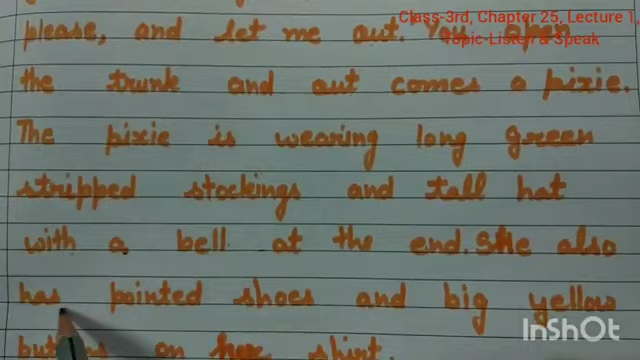 Class-3rd, Chapter 25, Lecture 1,
Topic-Listen & Speak
please, and let me out. You open
the trunk and out comes a pixie.
The pixie is wearing long green
stripped stockings and tall hat
with a bell at the end. She also
has pointed shoes and big yellow
on her shirt.
InShOt